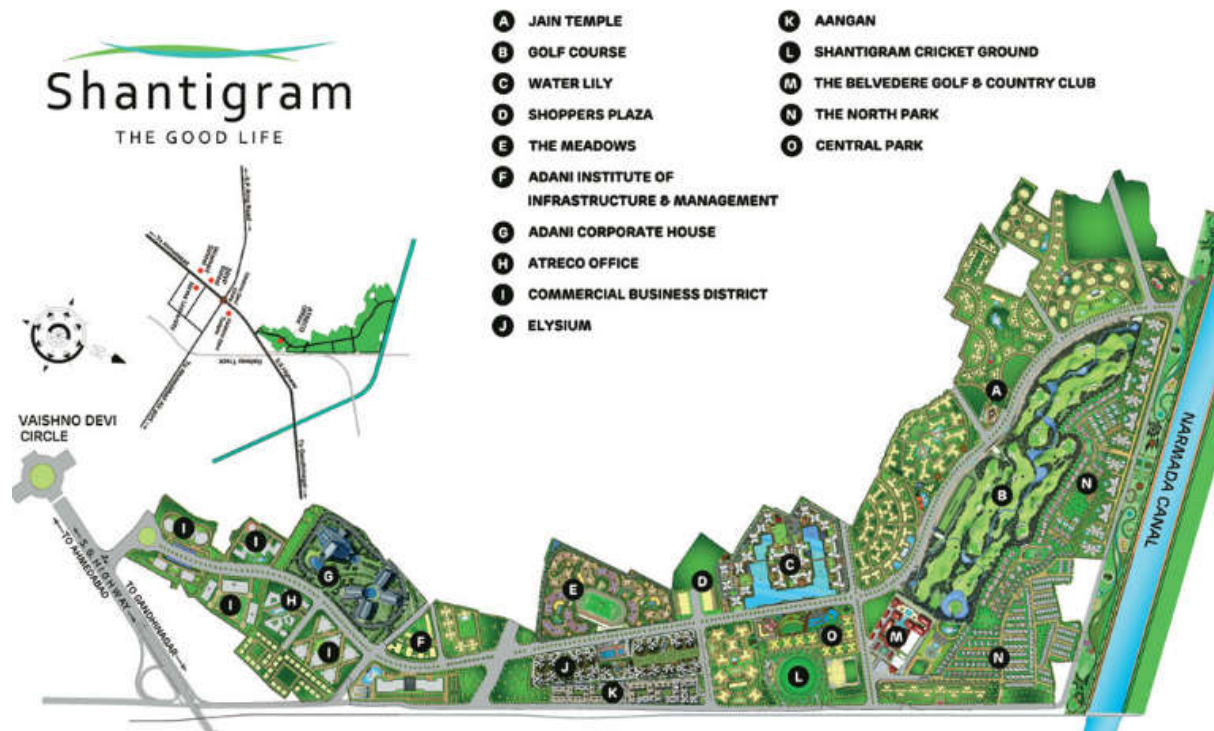 Shantigram
THE GOOD LIFE
A JAIN TEMPLE
B GOLF COURSE
C WATER LILY
D SHOPPERS PLAZA
E THE MEADOWS
F ADANI INSTITUTE OF
INFRASTRUCTURE & MANAGEMENT
G ADANI CORPORATE HOUSE
H ATRECO OFFICE
I COMMERCIAL BUSINESS DISTRICT
J ELYSIUM
K AANGAN
L SHANTIGRAM CRICKET GROUND
M THE BELVEDERE GOLF & COUNTRY CLUB
N THE NORTH PARK
O CENTRAL PARK
Railway Track
To Gandhinagar
VAISHNO DEVI
CIRCLE
S. G. HIGHWAY
TO AHMEDABAD
TO GANDHINAGAR
NARMADA CANAL
I
I
G
I
H
I
F
E
D
C
J
K
O
L
M
A
B
N
N